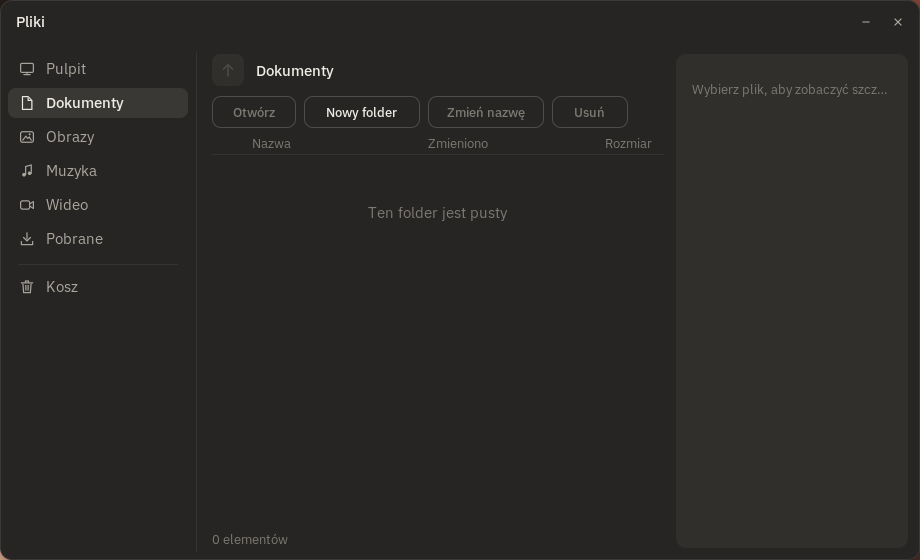 Pliki
Pulpit
Dokumenty
Obrazy
Muzyka
Wideo
Pobrane
Kosz
Dokumenty
Otwórz Nowy folder Zmień nazwę Usuń
Nazwa Zmieniono Rozmiar
Ten folder jest pusty
0 elementów
Wybierz plik, aby zobaczyć szcz...